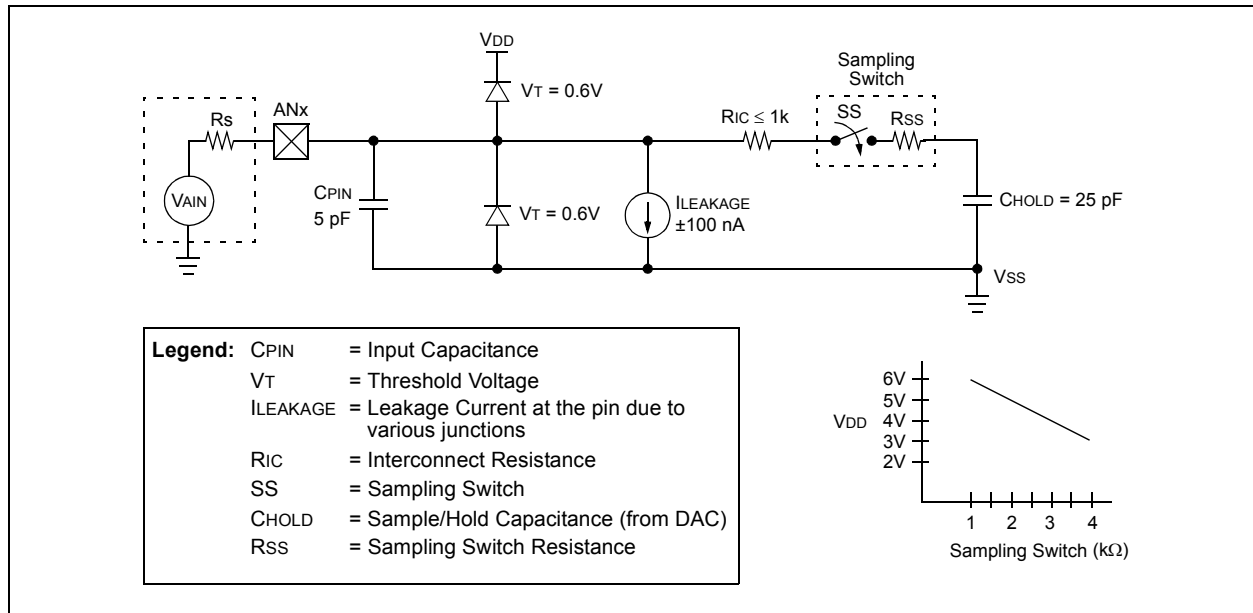 VDD
Sampling
Switch
VT = 0.6V
ANx
Rs
RIC ≤ 1k
SS
RSS
VAIN
CPIN
5 pF
VT = 0.6V
ILEAKAGE
±100 nA
CHOLD = 25 pF
VSS
Legend: CPIN = Input Capacitance
VT = Threshold Voltage
ILEAKAGE = Leakage Current at the pin due to
various junctions
RIC = Interconnect Resistance
SS = Sampling Switch
CHOLD = Sample/Hold Capacitance (from DAC)
RSS = Sampling Switch Resistance
6V
5V
VDD 4V
3V
2V
1 2 3 4
Sampling Switch (kΩ)